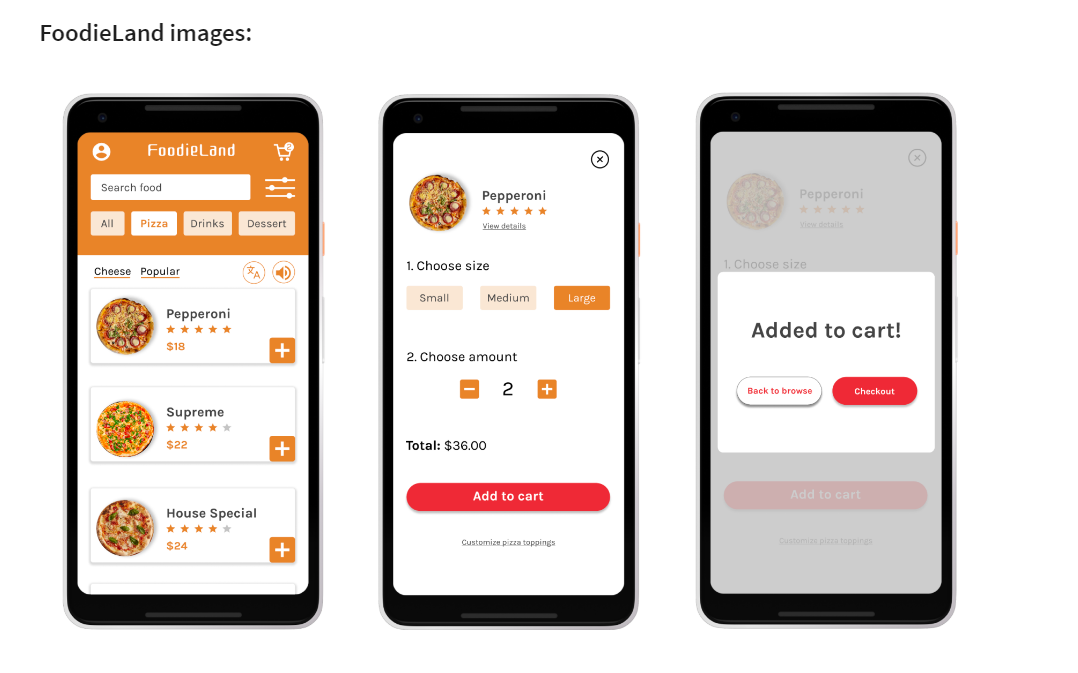 FoodieLand images:
FoodieLand
2
Search food
All Pizza Drinks Dessert
Cheese Popular
Pepperoni
$18
Supreme
$22
House Special
$24
Pepperoni
View details
1. Choose size
Small Medium Large
2. Choose amount
2
Total: $36.00
Add to cart
Customize pizza toppings
Pepperoni
View details
1. Choose size
Added to cart!
Back to browse Checkout
Add to cart
Customize pizza toppings